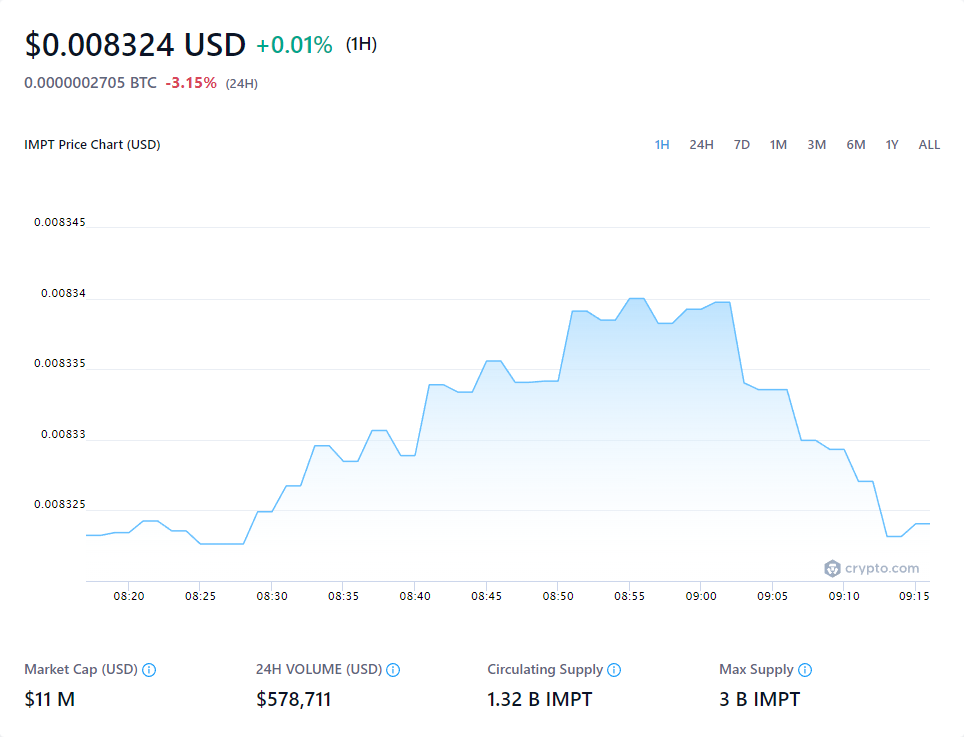 $0.008324 USD +0.01% (1H)
0.0000002705 BTC -3.15% (24H)
IMPT Price Chart (USD) 1H 24H 7D 1M 3M 6M 1Y ALL
0.008345
0.00834
0.008335
0.00833
0.008325
crypto.com
08:20 08:25 08:30 08:35 08:40 08:45 08:50 08:55 09:00 09:05 09:10 09:15
Market Cap (USD) 24H VOLUME (USD) Circulating Supply Max Supply
$11 M $578,711 1.32 B IMPT 3 B IMPT